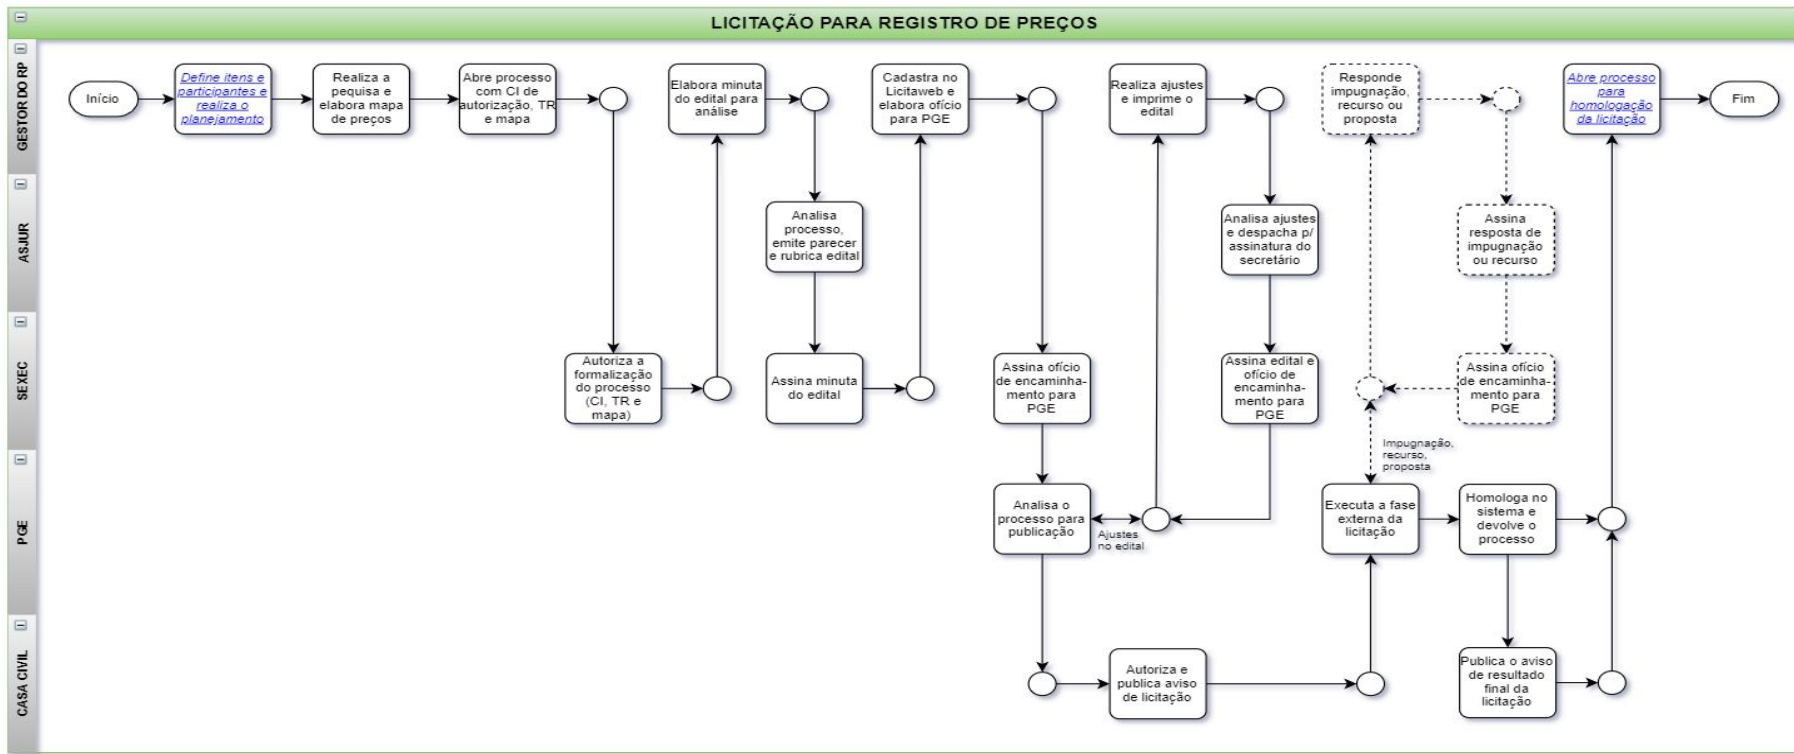 LICITAÇÃO PARA REGISTRO DE PREÇOS
GESTOR DO RP
Início
Define itens e
participantes e
realiza o
planejamento
Realiza a
pequisa e
elabora mapa
de preços
Abre processo
com CI de
autorização, TR
e mapa
Elabora minuta
do edital para
análise
Cadastra no
Licitaweb e
elabora ofício
para PGE
Realiza ajustes
e imprime o
edital
Responde
impugnação,
recurso ou
proposta
Abre processo
para
homologação
da licitação
Fim
ASJUR
Analisa
processo,
emite parecer
e rubrica edital
Analisa ajustes
e despacha p/
assinatura do
secretário
Assina
resposta de
impugnação
ou recurso
SEXEC
Autoriza a
formalização
do processo
(CI, TR e
mapa)
Assina minuta
do edital
Assina ofício
de encaminha-
mento para
PGE
Assina edital e
ofício de
encaminha-
mento para
PGE
Assina ofício
de encaminha-
mento para
PGE
Impugnação,
recurso,
proposta
PGE
Analisa o
processo para
publicação
Ajustes
no edital
Executa a fase
externa da
licitação
Homologa no
sistema e
devolve o
processo
CASA CIVIL
Autoriza e
publica aviso
de licitação
Publica o aviso
de resultado
final da
licitação